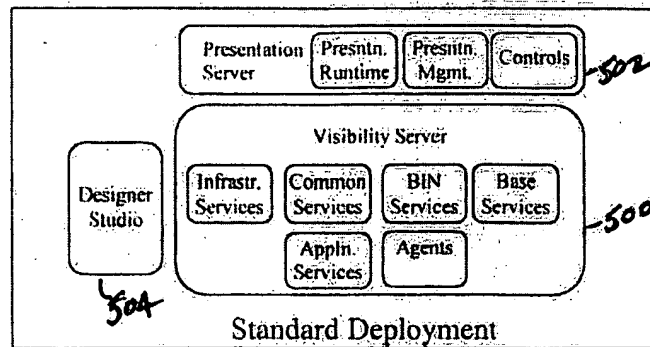 Presentation Server
Presntn. Runtime
Presntn. Mgmt.
Controls
502
Visibility Server
Infrastr. Services
Common Services
BIN Services
Base Services
500
Designer Studio
Appln. Services
Agents
504
Standard Deployment